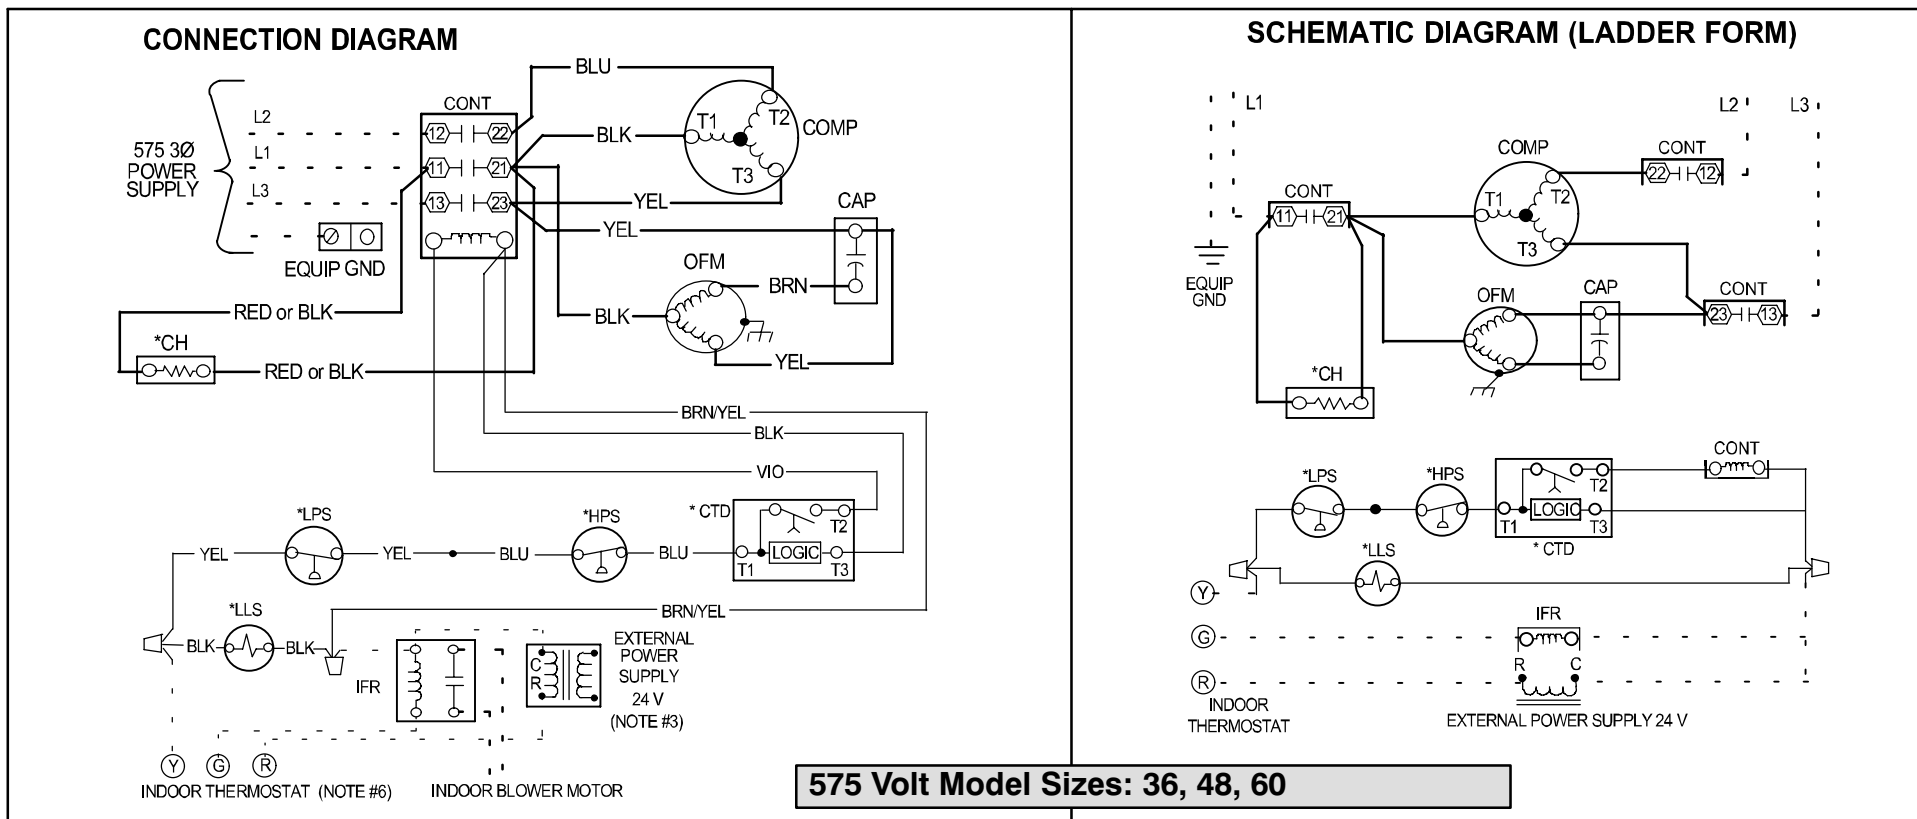 CONNECTION DIAGRAM
BLU
CONT
L2
12 22
T1
T2
T3
COMP
BLK
575 3Ø
POWER
SUPPLY
L1
11 21
L3
13 23
YEL
CAP
YEL
EQUIP GND
OFM
BRN
RED or BLK
BLK
*CH
YEL
RED or BLK
BRN/YEL
BLK
VIO
*LPS
*HPS
* CTD
T2
YEL
YEL
BLU
BLU
LOGIC
T1
T3
BRN/YEL
*LLS
BLK
BLK
IFR
C
R
EXTERNAL
POWER
SUPPLY
24 V
(NOTE #3)
Y G R
INDOOR THERMOSTAT (NOTE #6)
INDOOR BLOWER MOTOR
SCHEMATIC DIAGRAM (LADDER FORM)
L1
L2
L3
COMP
CONT
22 12
CONT
11 21
T1
T2
T3
EQUIP
GND
OFM
CAP
CONT
23 13
*CH
CONT
*LPS
*HPS
T2
LOGIC
T1
T3
* CTD
*LLS
Y
IFR
G
R
C
R
INDOOR
THERMOSTAT
EXTERNAL POWER SUPPLY 24 V
575 Volt Model Sizes: 36, 48, 60